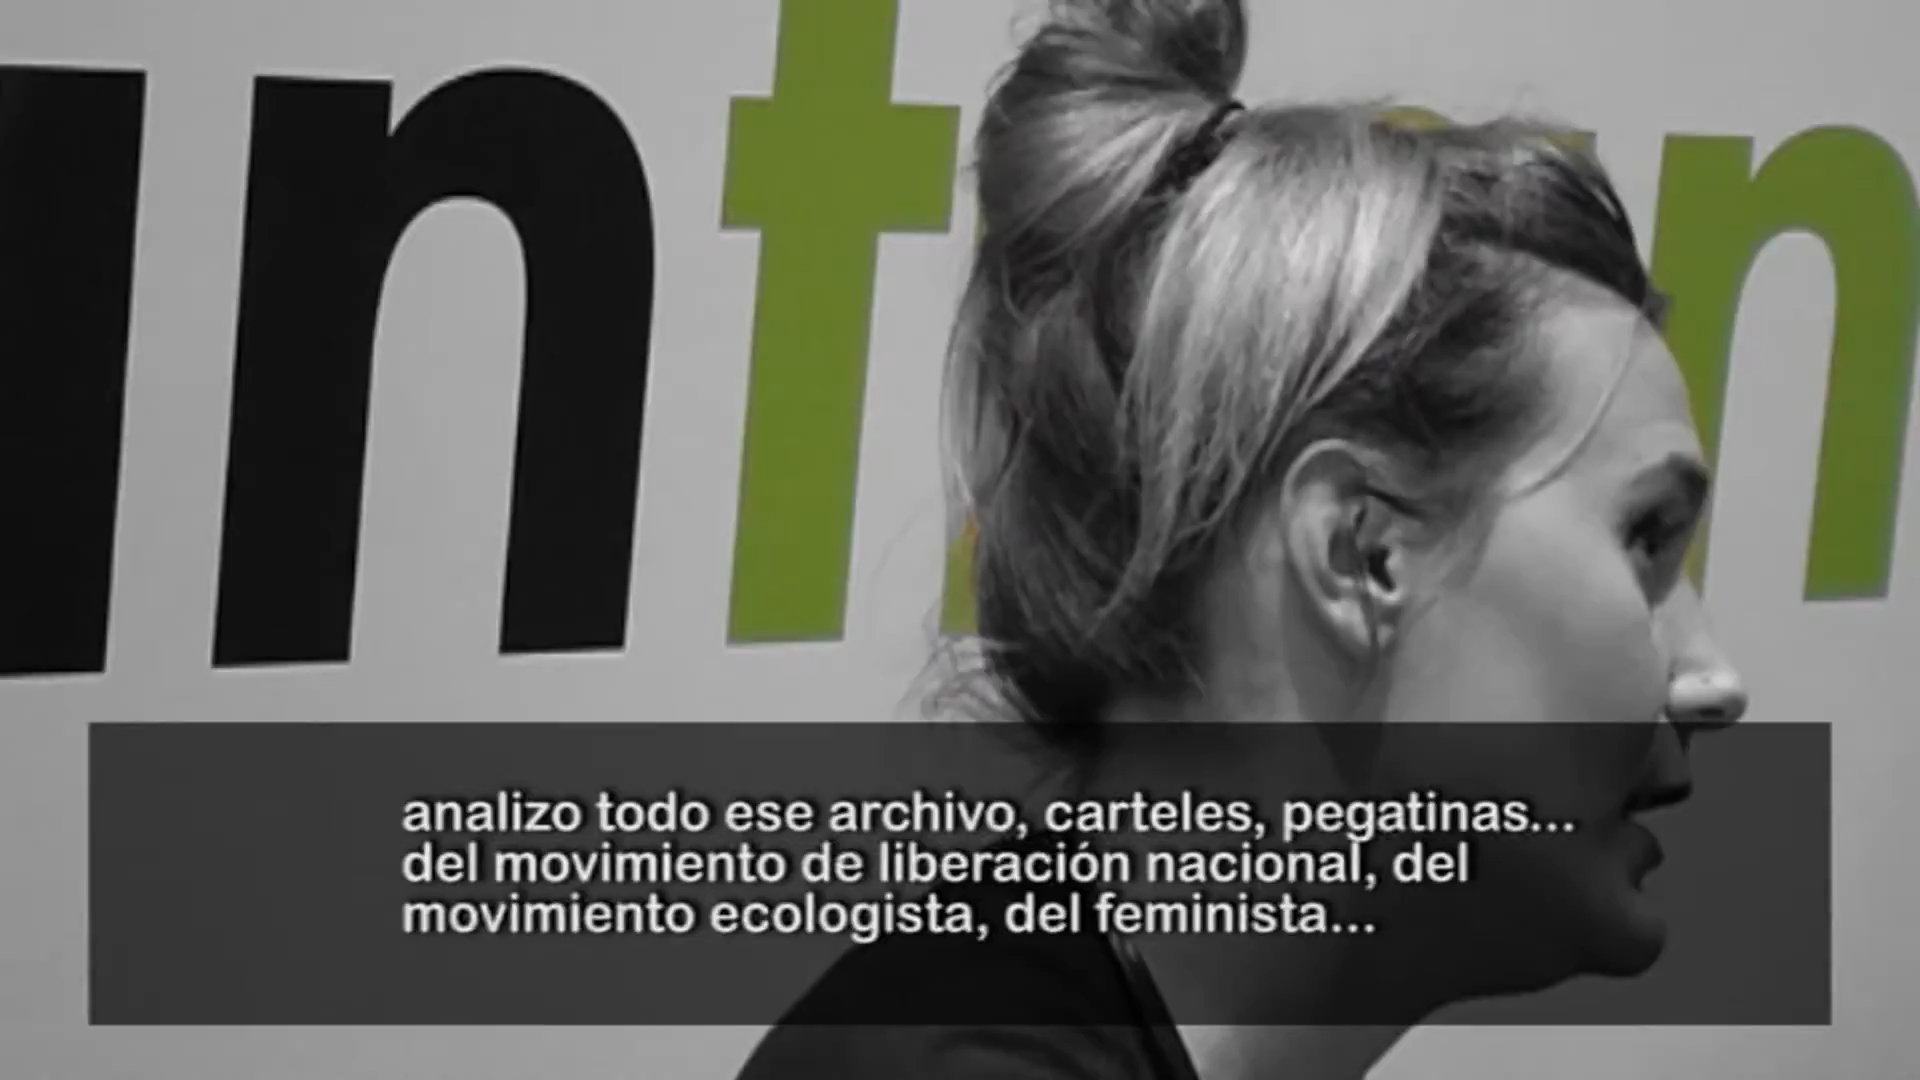 n t n
analizo todo ese archivo, carteles, pegatinas...
del movimiento de liberación nacional, del
movimiento ecologista, del feminista...